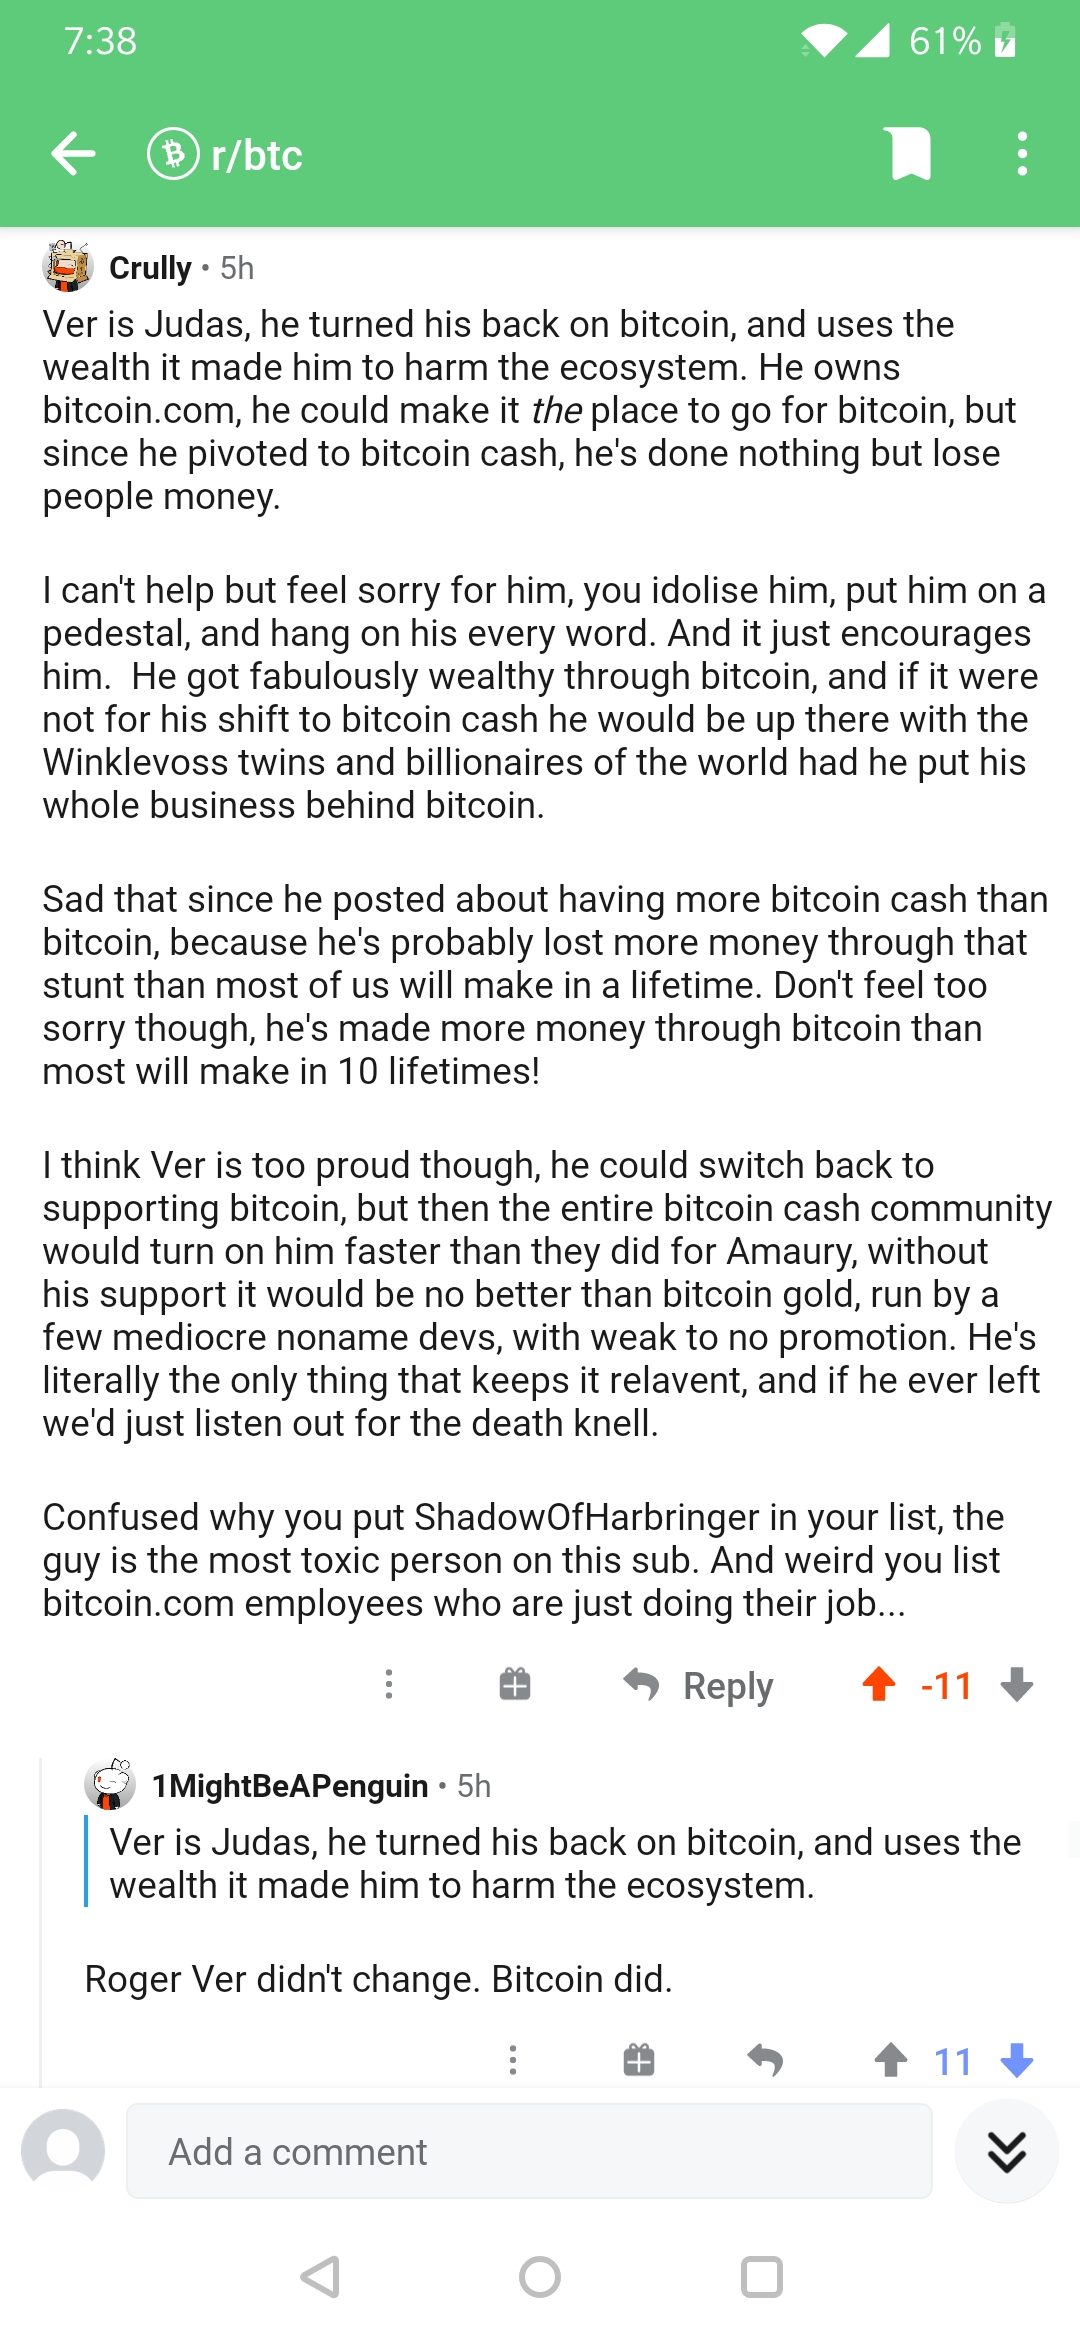 7:38
61%
r/btc
Crully • 5h
Ver is Judas, he turned his back on bitcoin, and uses the
wealth it made him to harm the ecosystem. He owns
bitcoin.com, he could make it the place to go for bitcoin, but
since he pivoted to bitcoin cash, he's done nothing but lose
people money.
I can't help but feel sorry for him, you idolise him, put him on a
pedestal, and hang on his every word. And it just encourages
him.  He got fabulously wealthy through bitcoin, and if it were
not for his shift to bitcoin cash he would be up there with the
Winklevoss twins and billionaires of the world had he put his
whole business behind bitcoin.
Sad that since he posted about having more bitcoin cash than
bitcoin, because he's probably lost more money through that
stunt than most of us will make in a lifetime. Don't feel too
sorry though, he's made more money through bitcoin than
most will make in 10 lifetimes!
I think Ver is too proud though, he could switch back to
supporting bitcoin, but then the entire bitcoin cash community
would turn on him faster than they did for Amaury, without
his support it would be no better than bitcoin gold, run by a
few mediocre noname devs, with weak to no promotion. He's
literally the only thing that keeps it relavent, and if he ever left
we'd just listen out for the death knell.
Confused why you put ShadowOfHarbringer in your list, the
guy is the most toxic person on this sub. And weird you list
bitcoin.com employees who are just doing their job...
Reply -11
1MightBeAPenguin • 5h
Ver is Judas, he turned his back on bitcoin, and uses the
wealth it made him to harm the ecosystem.
Roger Ver didn't change. Bitcoin did.
11
Add a comment